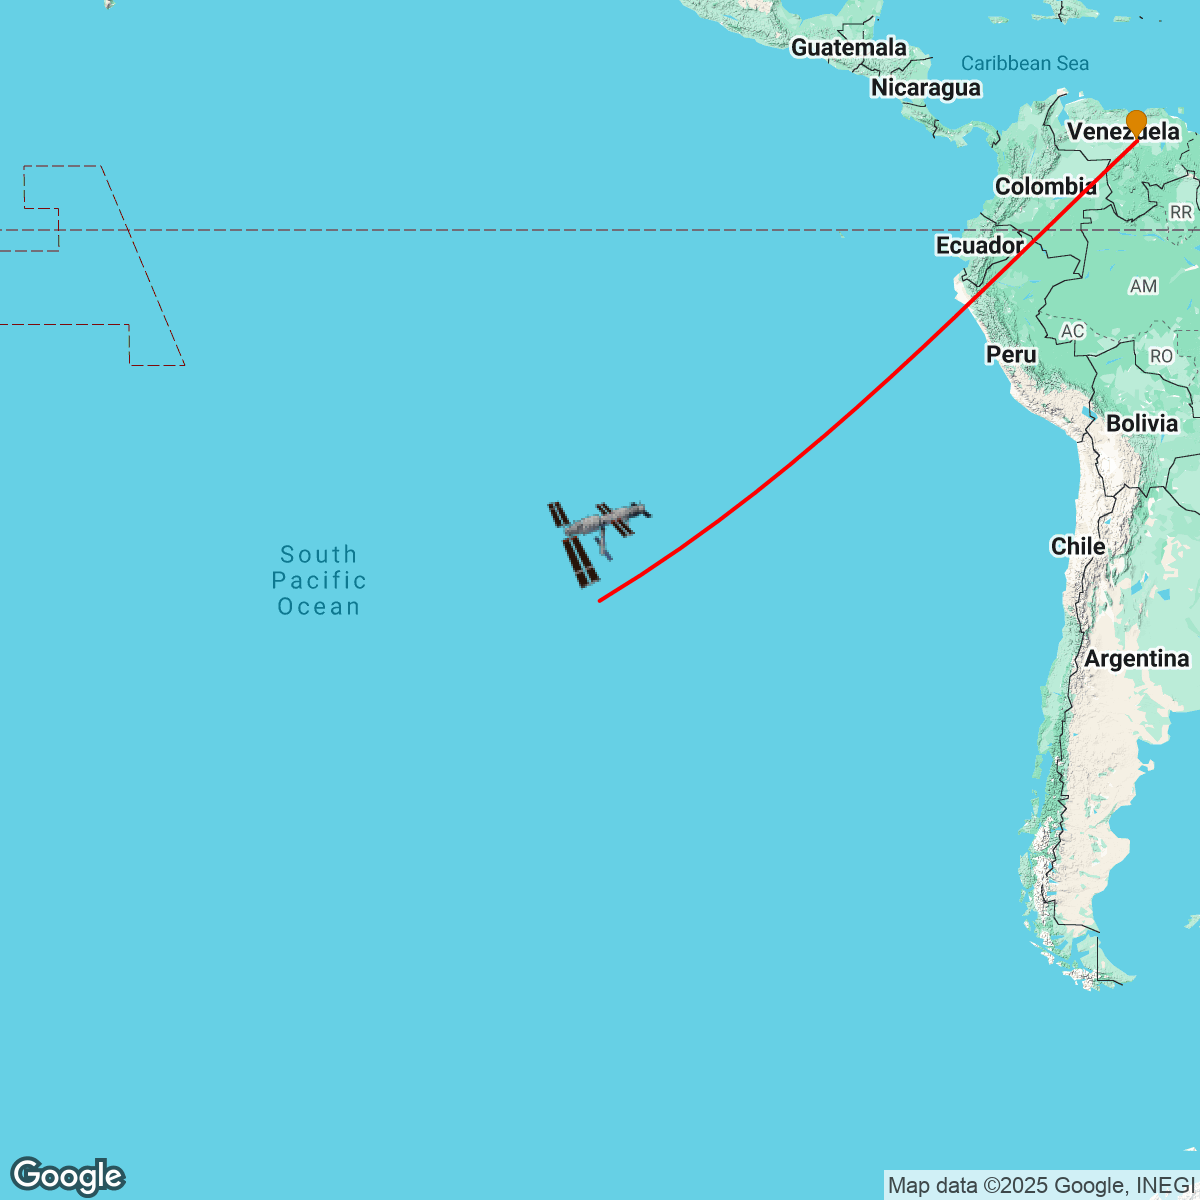 Guatemala
Caribbean Sea
Nicaragua
Venezuela
Colombia
RR
Ecuador
AM
AC
Peru
RO
Bolivia
Chile
South
Pacific
Ocean
Argentina
Google
Map data ©2025 Google, INEGI